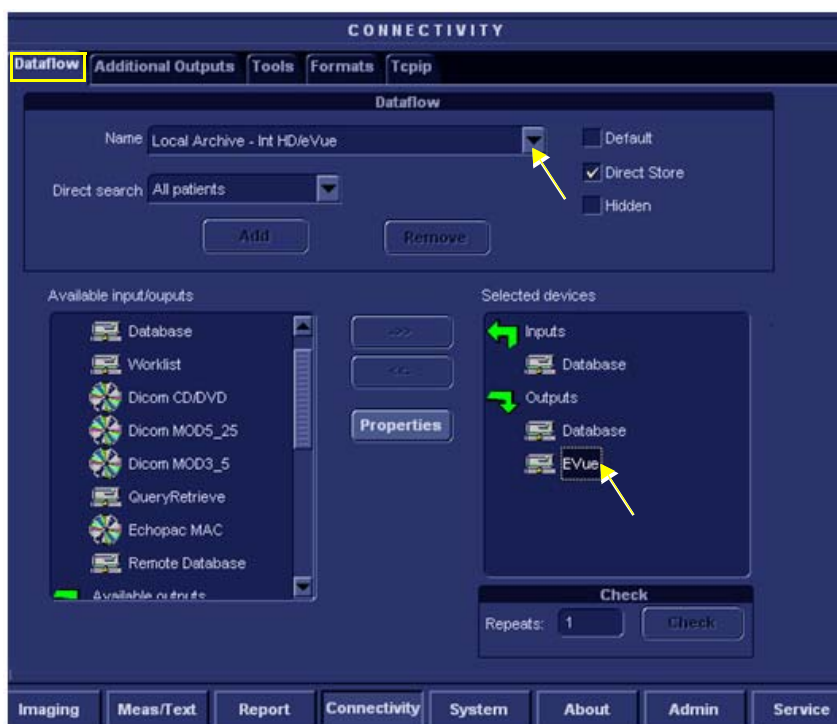 CONNECTIVITY
Dataflow Additional Outputs Tools Formats Tcpip
Dataflow
Name Local Archive - Int HD/eVue Default
Direct Store
Direct search All patients
Hidden
Add Remove
Available input/ouputs Selected devices
Database ->> Inputs
Worklist <<- Database
Dicom CD/DVD Outputs
Dicom MOD5_25 Properties Database
Dicom MOD3_5 EVue
QueryRetrieve
Echopac MAC
Remote Database
Available outputs Check
Repeats: 1 Check
Imaging Meas/Text Report Connectivity System About Admin Service